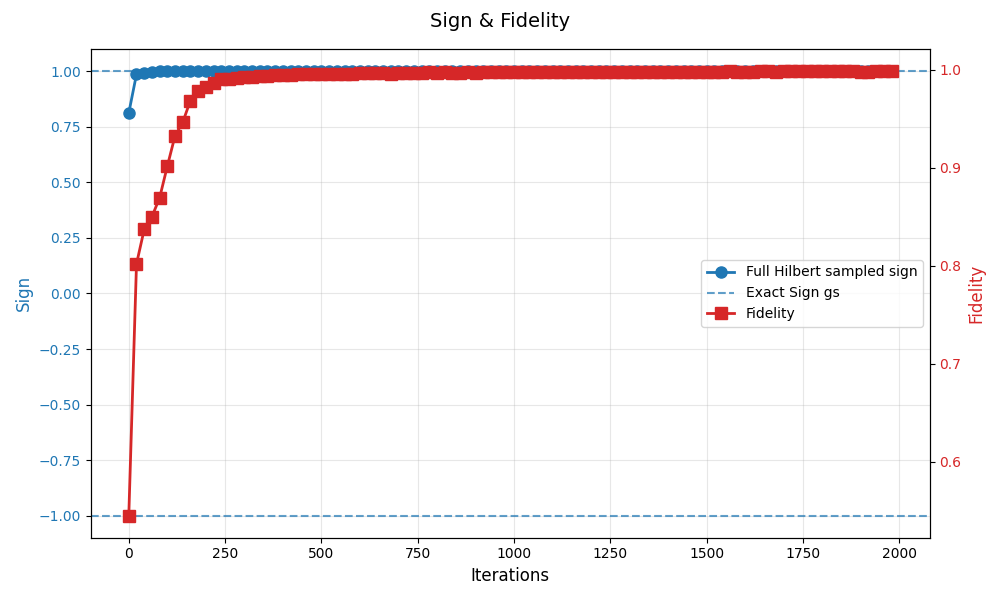 Sign & Fidelity
1.00
0.75
0.50
0.25
0.00
−0.25
−0.50
−0.75
−1.00
Sign
1.0
0.9
0.8
0.7
0.6
Fidelity
Full Hilbert sampled sign
Exact Sign gs
Fidelity
0 250 500 750 1000 1250 1500 1750 2000
Iterations